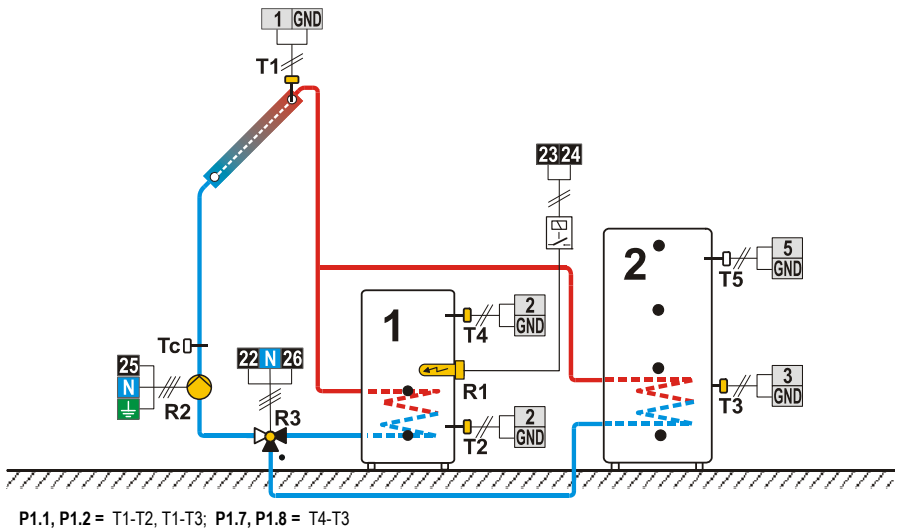 1 GND
T1
23 24
2
5
GND
T5
1
2
GND
T4
Tc
22 N 26
25
N
R2
R3
R1
3
GND
T3
2
GND
T2
P1.1, P1.2 = T1-T2, T1-T3; P1.7, P1.8 = T4-T3